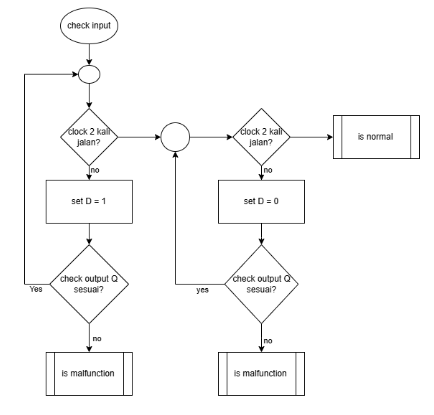 check input
clock 2 kali
jalan?
no
set D = 1
check output Q
sesuai?
Yes
no
is malfunction
clock 2 kali
jalan?
is normal
no
set D = 0
check output Q
sesuai?
yes
no
is malfunction